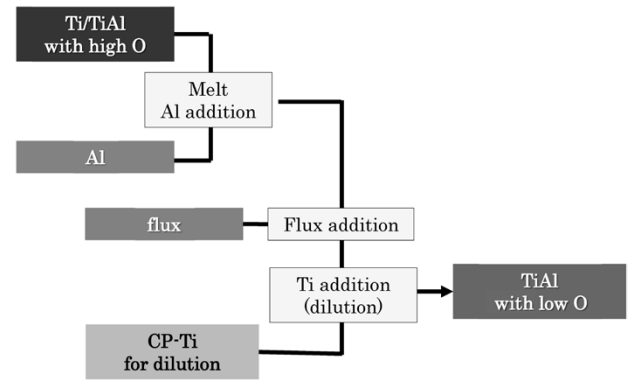 Ti/TiAl
with high O
Melt
Al addition
Al
flux
Flux addition
Ti addition
(dilution)
TiAl
with low O
CP-Ti
for dilution